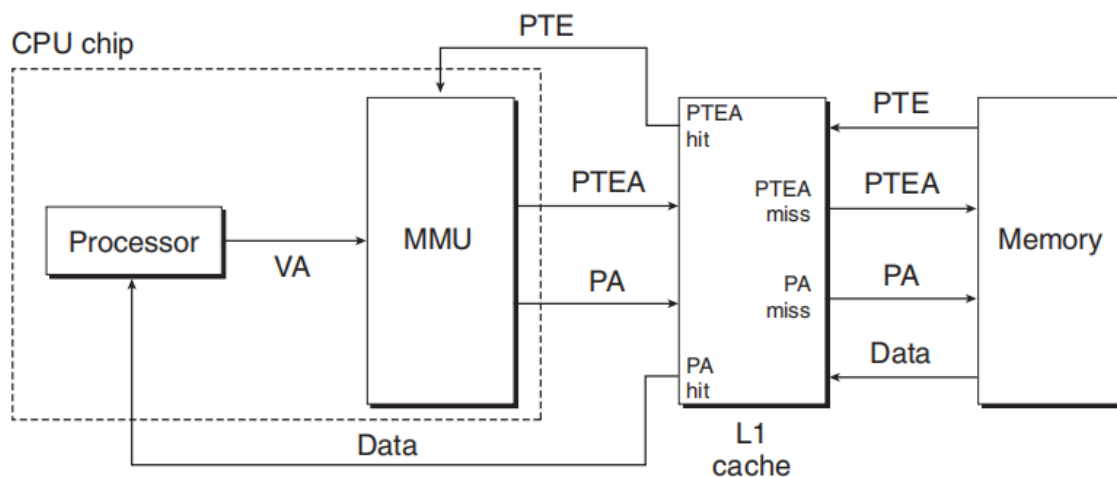 PTE
CPU chip
PTEA
hit
PTE
PTEA
PTEA
miss
PTEA
Processor
VA
MMU
Memory
PA
PA
miss
PA
PA
hit
Data
Data
L1
cache